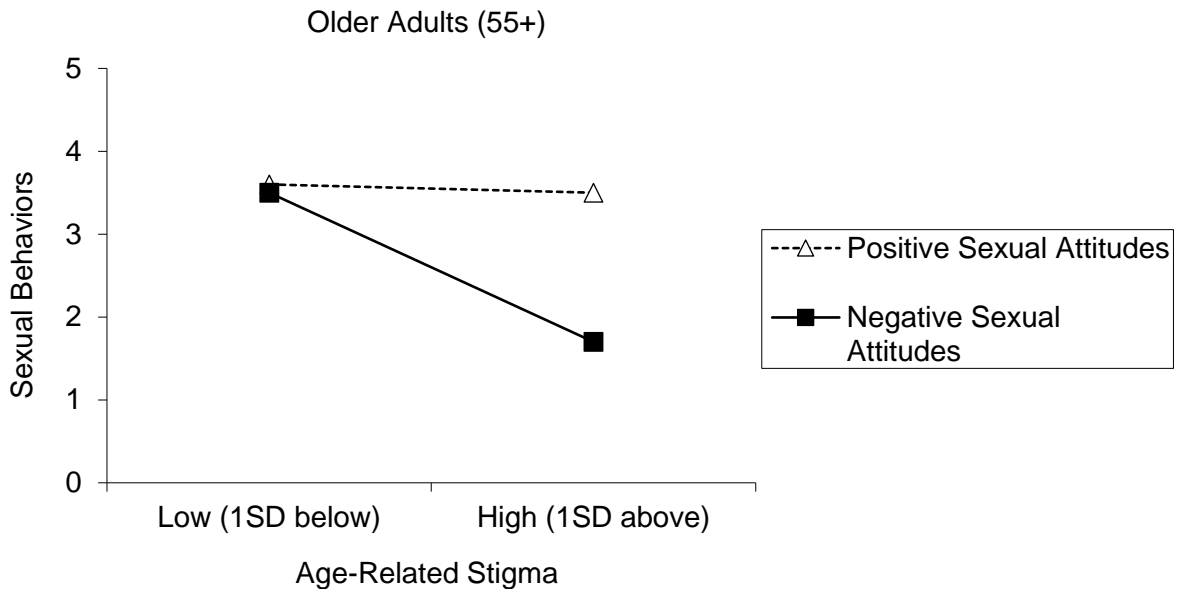 Older Adults (55+)
5
4
3
2
1
0
Sexual Behaviors
Low (1SD below)
High (1SD above)
Age-Related Stigma
Positive Sexual Attitudes
Negative Sexual
Attitudes